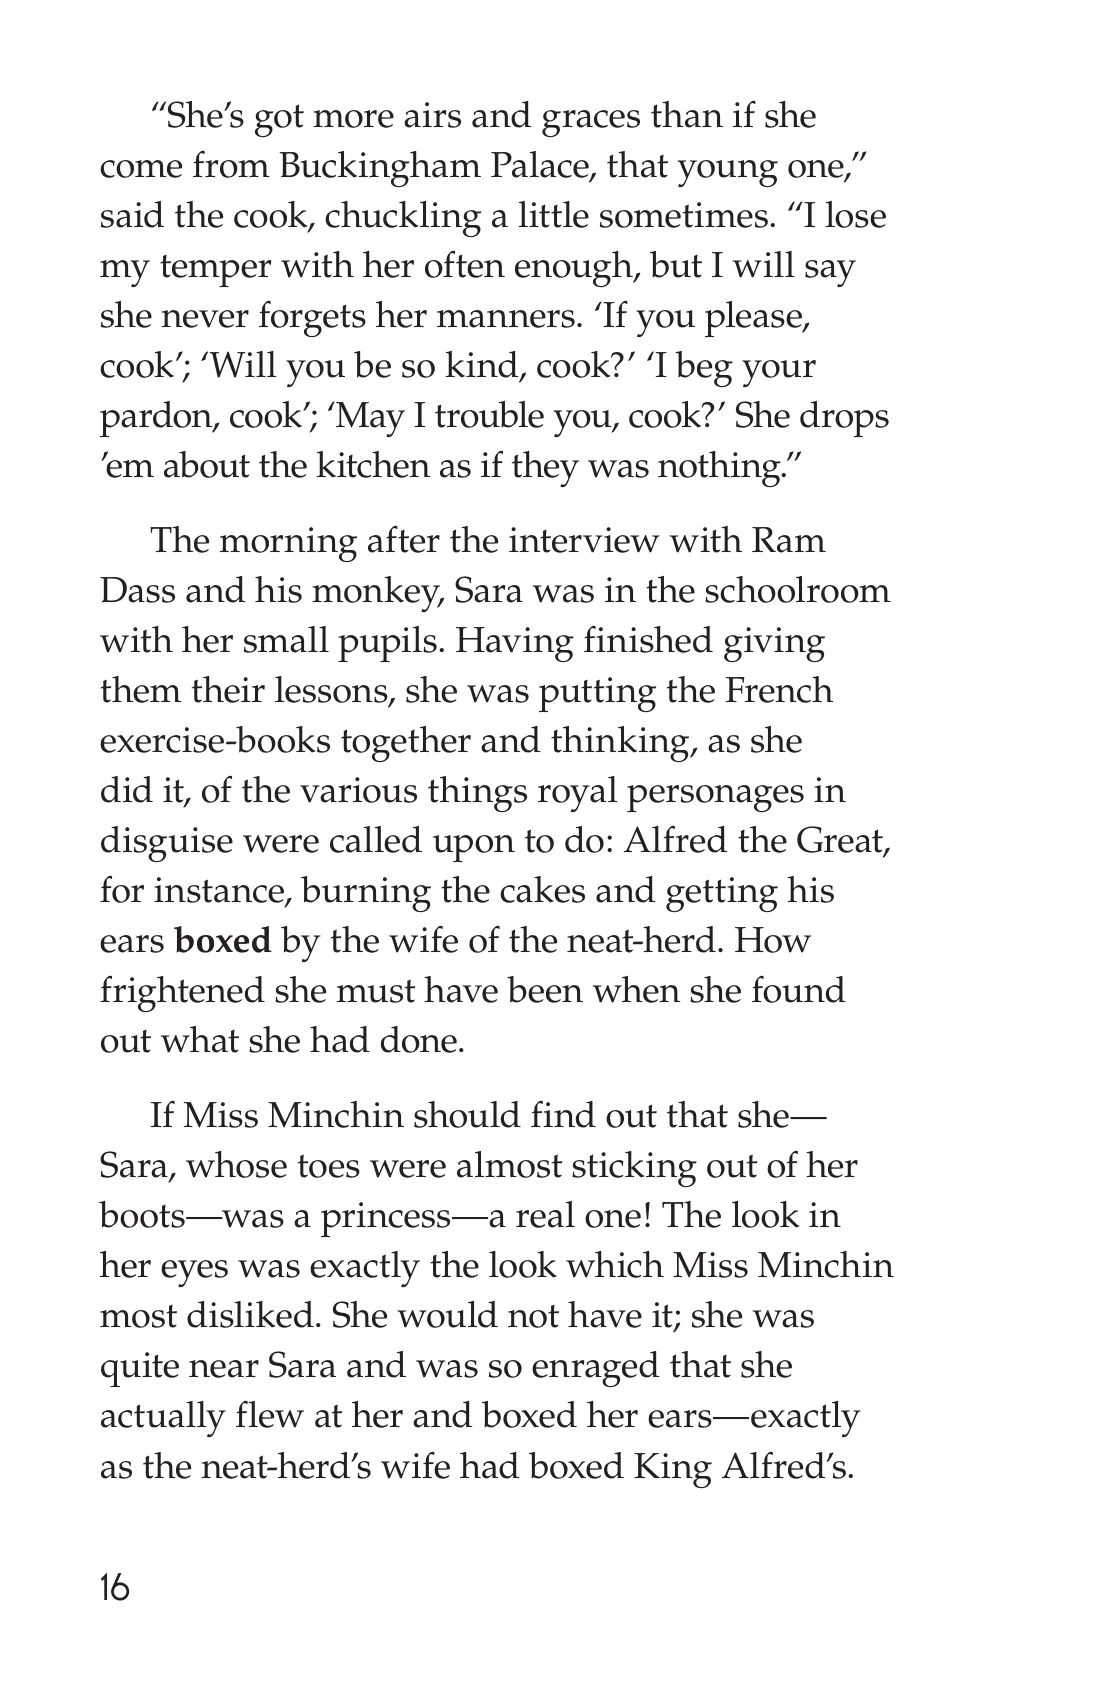 “She’s got more airs and graces than if she
come from Buckingham Palace, that young one,”
said the cook, chuckling a little sometimes. “I lose
my temper with her often enough, but I will say
she never forgets her manners. ‘If you please,
cook’; ‘Will you be so kind, cook?’ ‘I beg your
pardon, cook’; ‘May I trouble you, cook?’ She drops
’em about the kitchen as if they was nothing.”
The morning after the interview with Ram
Dass and his monkey, Sara was in the schoolroom
with her small pupils. Having finished giving
them their lessons, she was putting the French
exercise-books together and thinking, as she
did it, of the various things royal personages in
disguise were called upon to do: Alfred the Great,
for instance, burning the cakes and getting his
ears boxed by the wife of the neat-herd. How
frightened she must have been when she found
out what she had done.
If Miss Minchin should find out that she—
Sara, whose toes were almost sticking out of her
boots—was a princess—a real one! The look in
her eyes was exactly the look which Miss Minchin
most disliked. She would not have it; she was
quite near Sara and was so enraged that she
actually flew at her and boxed her ears—exactly
as the neat-herd’s wife had boxed King Alfred’s.
16